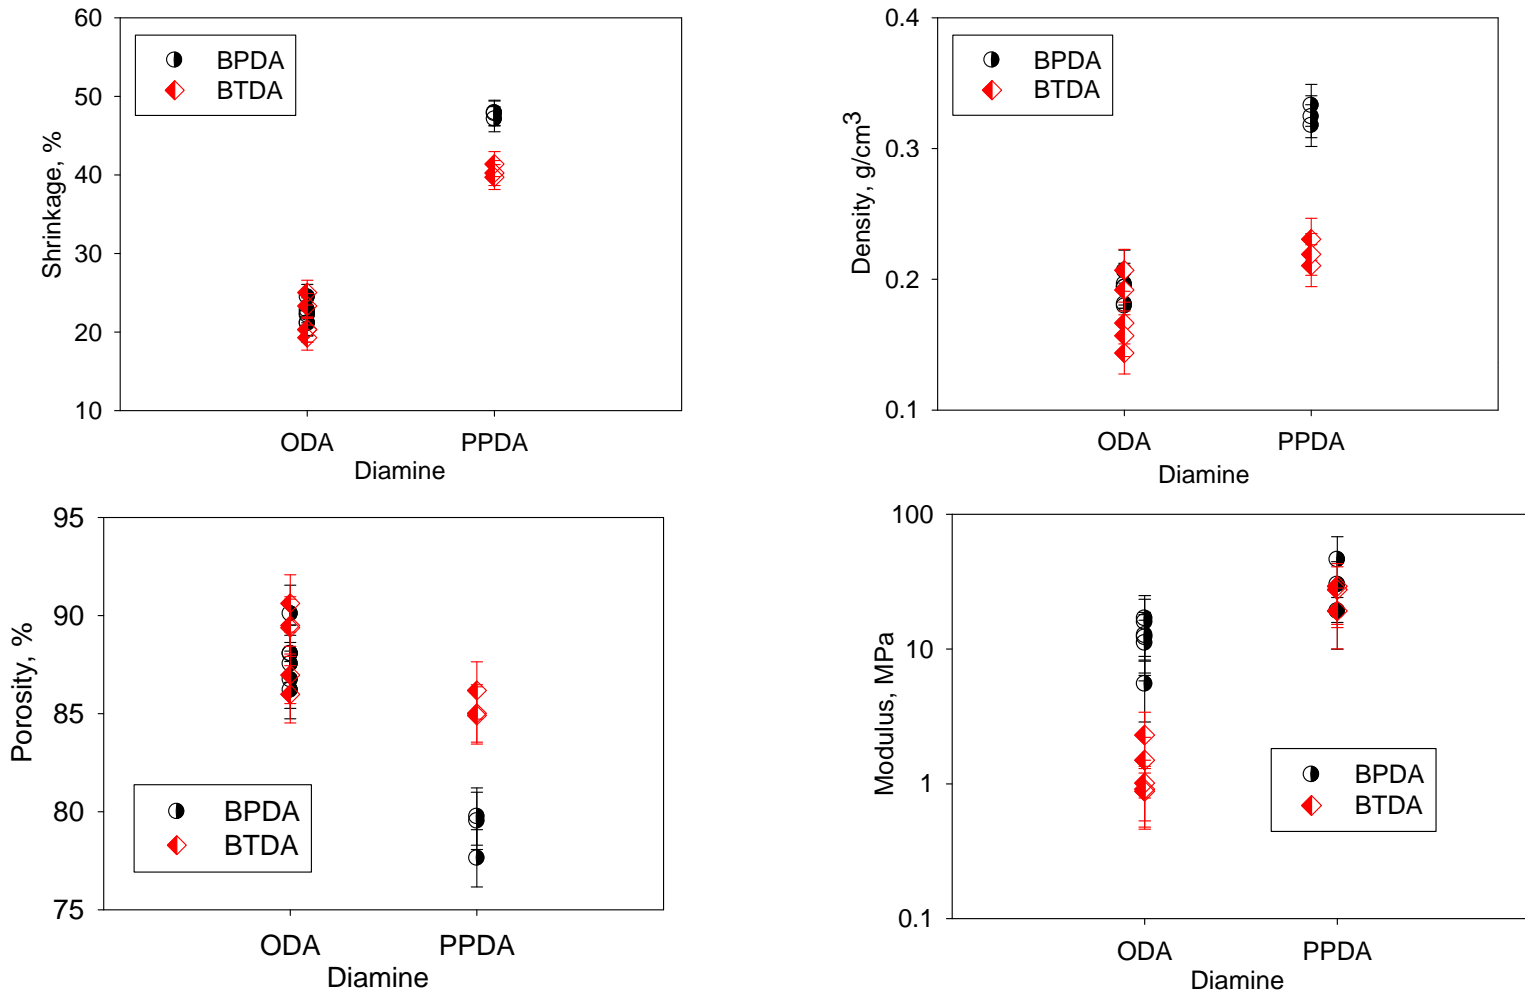 60
50
40
30
20
10
Shrinkage, %
BPDA
BTDA
ODA PPDA
Diamine
0.4
0.3
0.2
0.1
Density, g/cm³
BPDA
BTDA
ODA PPDA
Diamine
95
90
85
80
75
Porosity, %
BPDA
BTDA
ODA PPDA
Diamine
100
10
1
0.1
Modulus, MPa
BPDA
BTDA
ODA PPDA
Diamine